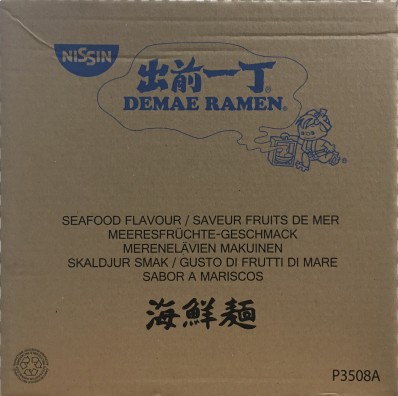 NISSIN
出前一丁®
DEMAE RAMEN®
SEAFOOD FLAVOUR / SAVEUR FRUITS DE MER
MEERESFRÜCHTE-GESCHMACK
MERENELÄVIEN MAKUINEN
SKALDJUR SMAK / GUSTO DI FRUTTI DI MARE
SABOR A MARISCOS
海鮮麺
P3508A